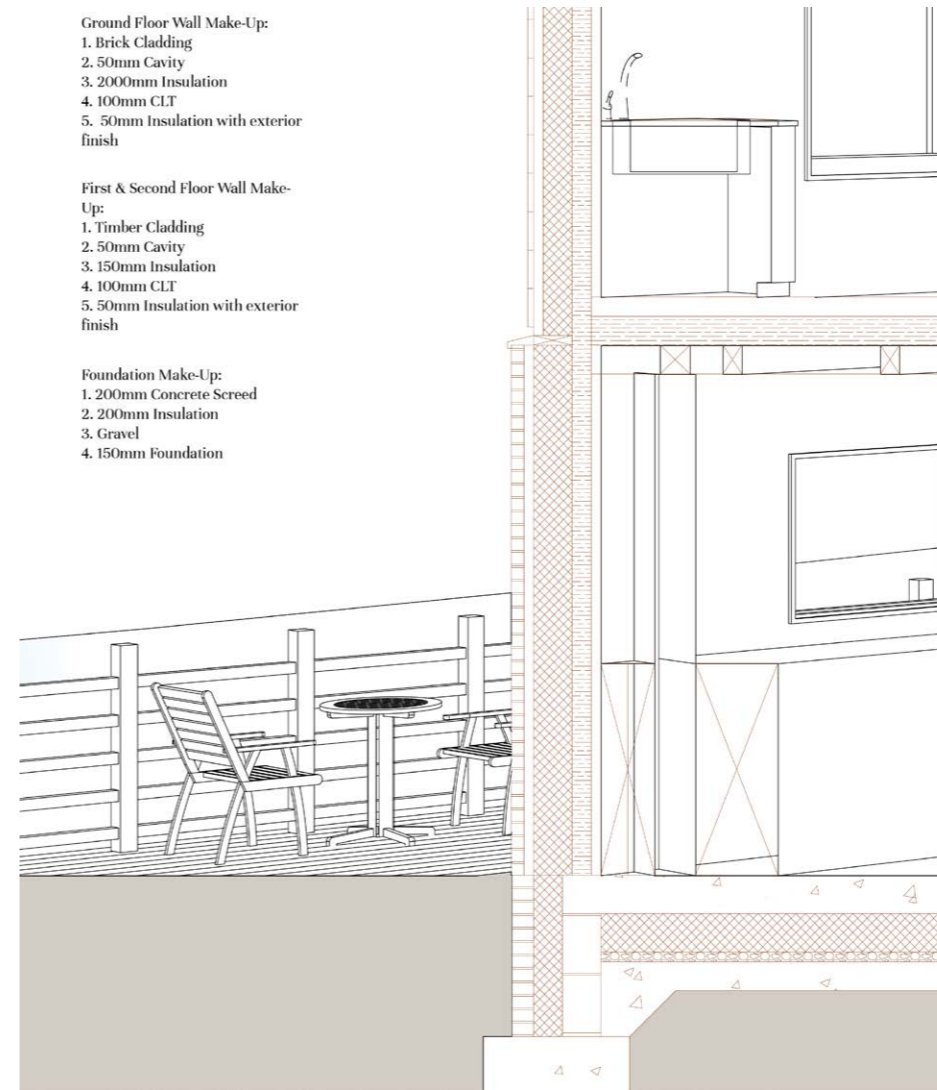 Ground Floor Wall Make-Up:
1. Brick Cladding
2. 50mm Cavity
3. 2000mm Insulation
4. 100mm CLT
5. 50mm Insulation with exterior
finish
First & Second Floor Wall Make-
Up:
1. Timber Cladding
2. 50mm Cavity
3. 150mm Insulation
4. 100mm CLT
5. 50mm Insulation with exterior
finish
Foundation Make-Up:
1. 200mm Concrete Screed
2. 200mm Insulation
3. Gravel
4. 150mm Foundation